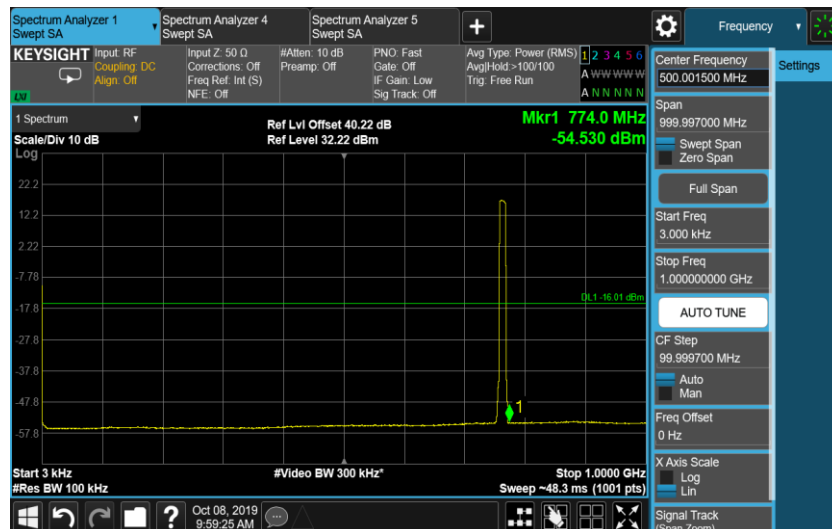 Spectrum Analyzer 1
Swept SA
Spectrum Analyzer 4
Swept SA
Spectrum Analyzer 5
Swept SA
+
Frequency
KEYSIGHT
Input: RF
Coupling: DC
Align: Off
Input Z: 50 Ω
Corrections: Off
Freq Ref: Int (S)
NFE: Off
#Atten: 10 dB
Preamp: Off
PNO: Fast
Gate: Off
IF Gain: Low
Sig Track: Off
Avg Type: Power (RMS)
Avg|Hold:>100/100
Trig: Free Run
1 2 3 4 5 6
A W W W W W
A N N N N N
LXI
1 Spectrum
Scale/Div 10 dB
Log
Ref Lvl Offset 40.22 dB
Ref Level 32.22 dBm
Mkr1 774.0 MHz
-54.530 dBm
22.2
12.2
2.22
-7.78
-17.8
-27.8
-37.8
-47.8
-57.8
DL1 -16.01 dBm
1
Start 3 kHz
#Res BW 100 kHz
#Video BW 300 kHz*
Stop 1.0000 GHz
Sweep ~48.3 ms (1001 pts)
Center Frequency
500.001500 MHz
Settings
Span
999.997000 MHz
Swept Span
Zero Span
Full Span
Start Freq
3.000 kHz
Stop Freq
1.000000000 GHz
AUTO TUNE
CF Step
99.999700 MHz
Auto
Man
Freq Offset
0 Hz
X Axis Scale
Log
Lin
Signal Track
(Span Zoom)
?
Oct 08, 2019
9:59:25 AM